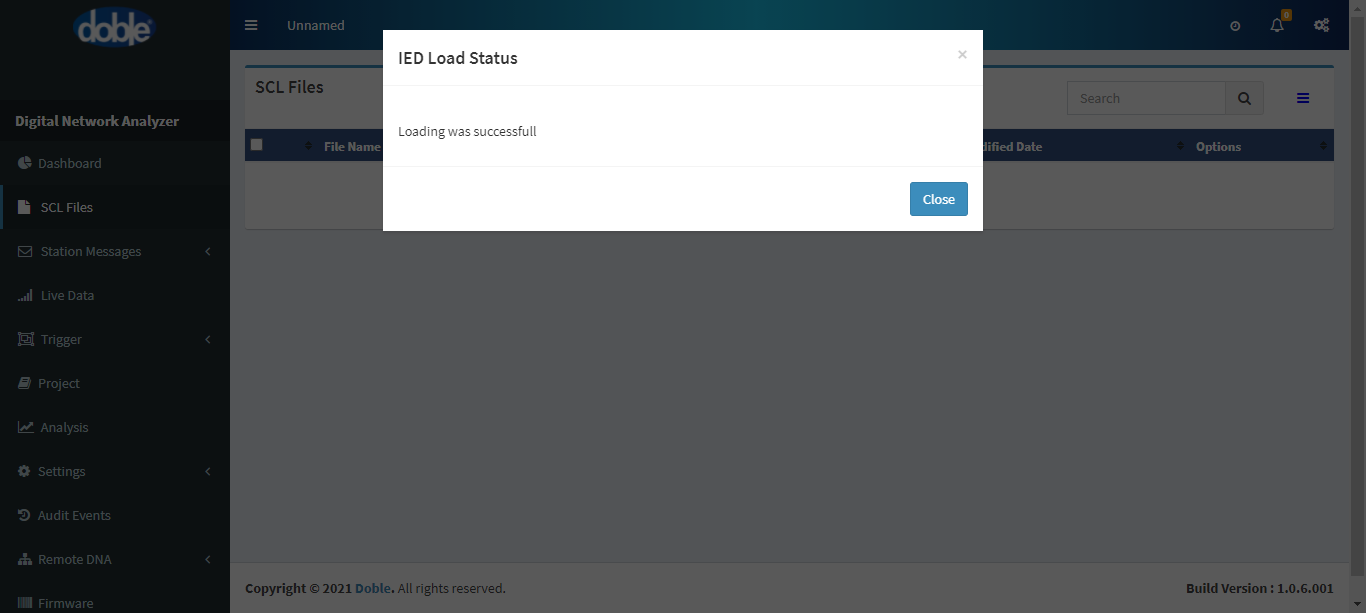 doble
Unnamed
0
IED Load Status
×
SCL Files
Search
Digital Network Analyzer
Loading was successfull
File Name
dified Date
Options
Dashboard
SCL Files
Close
Station Messages
Live Data
Trigger
Project
Analysis
Settings
Audit Events
Remote DNA
Firmware
Copyright © 2021 Doble. All rights reserved.
Build Version : 1.0.6.001